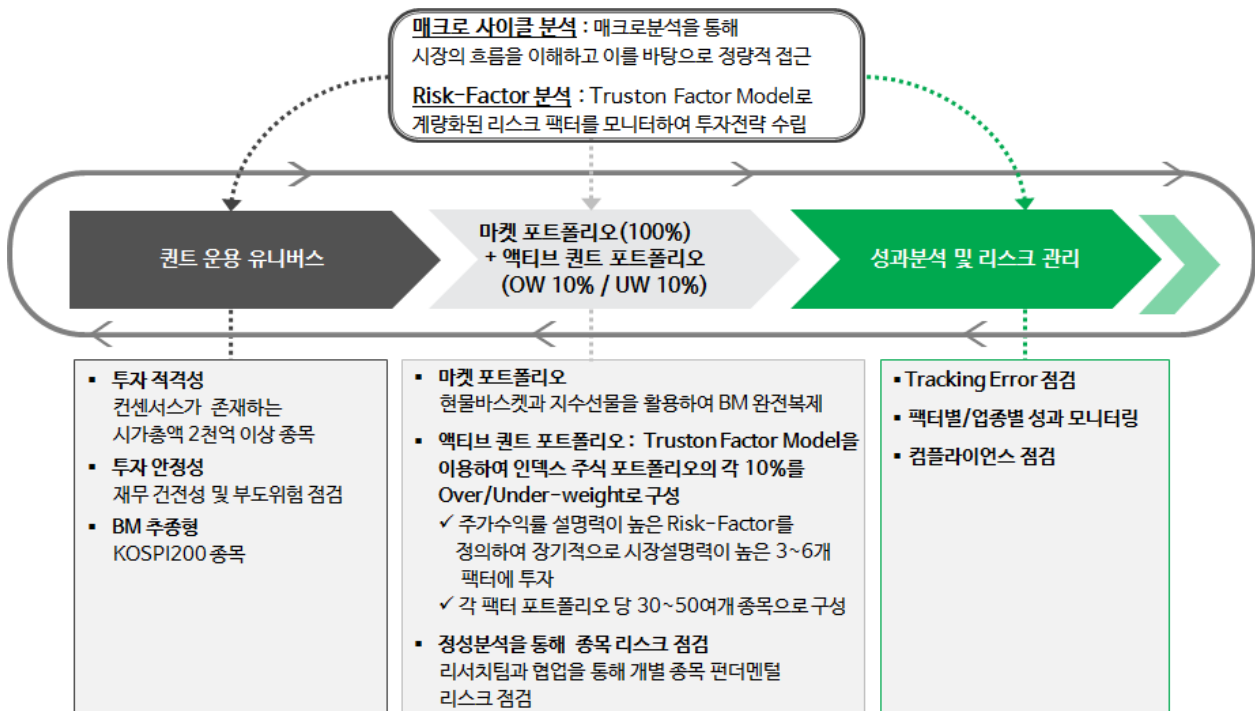 매크로 사이클 분석 : 매크로분석을 통해
시장의 흐름을 이해하고 이를 바탕으로 정량적 접근
Risk-Factor 분석 : Truston Factor Model로
계량화된 리스크 팩터를 모니터하여 투자전략 수립
퀀트 운용 유니버스
마켓 포트폴리오(100%)
+ 액티브 퀀트 포트폴리오
(OW 10% / UW 10%)
성과분석 및 리스크 관리
▪ 투자 적격성
컨센서스가 존재하는
시가총액 2천억 이상 종목
▪ 투자 안정성
재무 건전성 및 부도위험 점검
▪ BM 추종형
KOSPI200 종목
▪ 마켓 포트폴리오
현물바스켓과 지수선물을 활용하여 BM 완전복제
▪ 액티브 퀀트 포트폴리오 : Truston Factor Model을
이용하여 인덱스 주식 포트폴리오의 각 10%를
Over/Under-weight로 구성
✓ 주가수익률 설명력이 높은 Risk-Factor를
정의하여 장기적으로 시장설명력이 높은 3~6개
팩터에 투자
✓ 각 팩터 포트폴리오 당 30~50여개 종목으로 구성
▪ 정성분석을 통해 종목 리스크 점검
리서치팀과 협업을 통해 개별 종목 펀더멘털
리스크 점검
▪ Tracking Error 점검
▪ 팩터별/업종별 성과 모니터링
▪ 컴플라이언스 점검